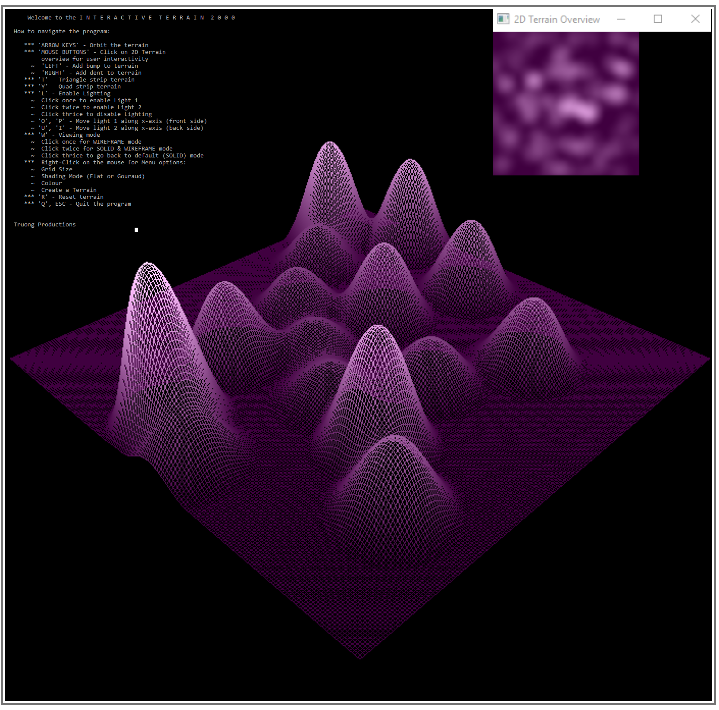 welcome to the I N T E R A C T I V E  T E R R A I N  2 0 0 0
How to navigate the program:
*** 'ARROW KEYS' - Orbit the terrain
*** 'MOUSE BUTTONS' - Click on 2D Terrain
overview for user interactivity
~ 'LEFT' - Add bump to terrain
~ 'RIGHT' - Add dent to terrain
*** 'T' - Triangle strip terrain
*** 'Y' - Quad strip terrain
*** 'L' - Enable Lighting
~ Click once to enable Light 1
~ Click twice to enable Light 2
~ Click thrice to disable lighting
~ 'O', 'P' - Move light 1 along x-axis (front side)
~ 'U', 'I' - Move light 2 along x-axis (back side)
*** 'W' - Viewing mode
~ Click once for WIREFRAME mode
~ Click twice for SOLID & WIREFRAME mode
~ Click thrice to go back to default (SOLID) mode
*** Right-Click on the mouse for Menu options:
~ Grid Size
~ Shading Mode (Flat or Gouraud)
~ Colour
~ Create a Terrain
*** 'R' - Reset terrain
*** 'Q', ESC - Quit the program
Truong Productions
2D Terrain Overview